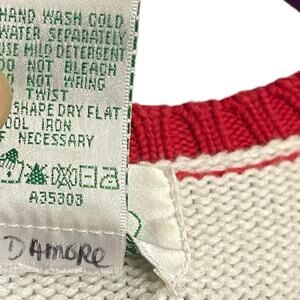 HAND WASH COLD
WATER SEPARATELY
USE MILD DETERGENT
DO NOT BLEACH
DO NOT WRING
TWIST
SHAPE DRY FLAT
COOL IRON
IF NECESSARY
A35303
D'AMORE